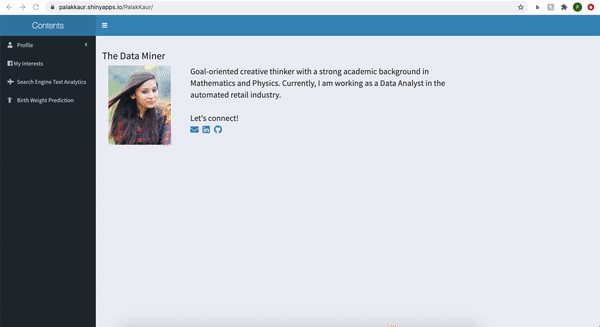 palakkaur.shinyapps.io/PalakKaur/
b
P
Contents
Profile
My Interests
Search Engine Text Analytics
Birth Weight Prediction
The Data Miner
Goal-oriented creative thinker with a strong academic background in
Mathematics and Physics. Currently, I am working as a Data Analyst in the
automated retail industry.
Let's connect!